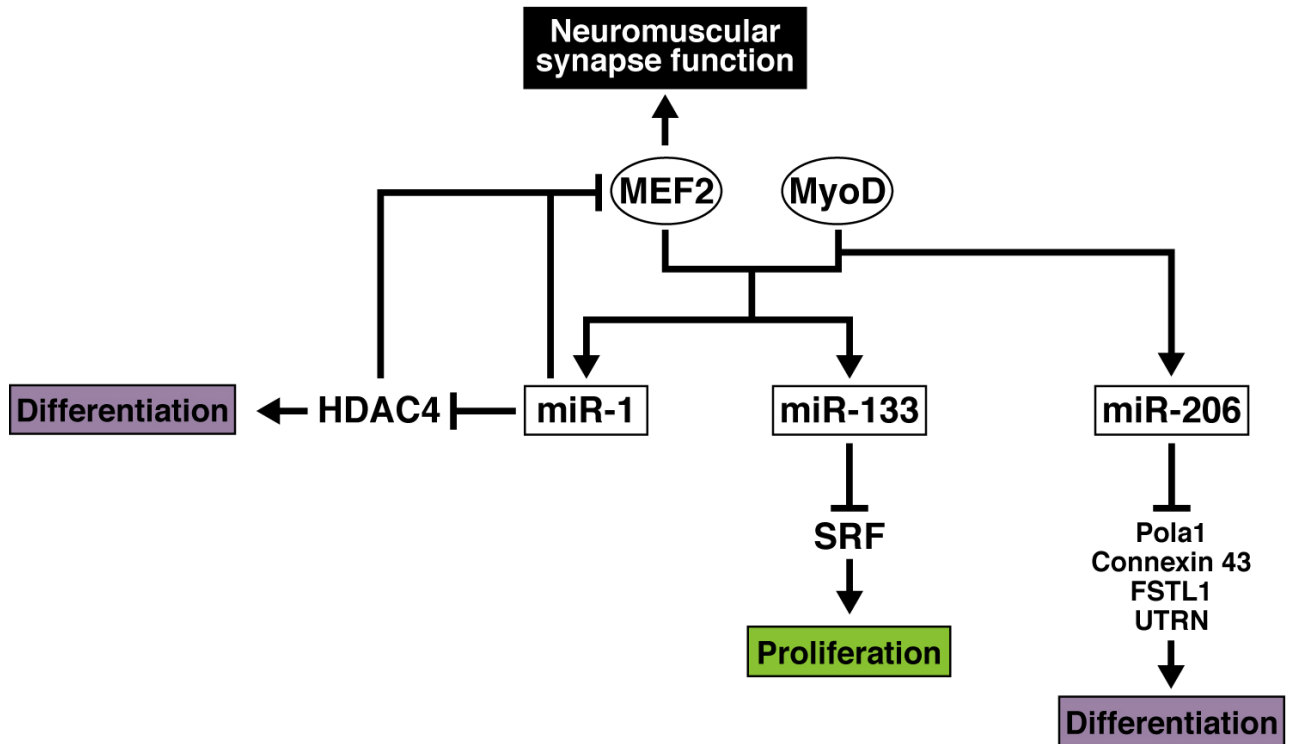 Neuromuscular
synapse function
MEF2
MyoD
Differentiation
HDAC4
miR-1
miR-133
miR-206
SRF
Pola1
Connexin 43
FSTL1
UTRN
Proliferation
Differentiation